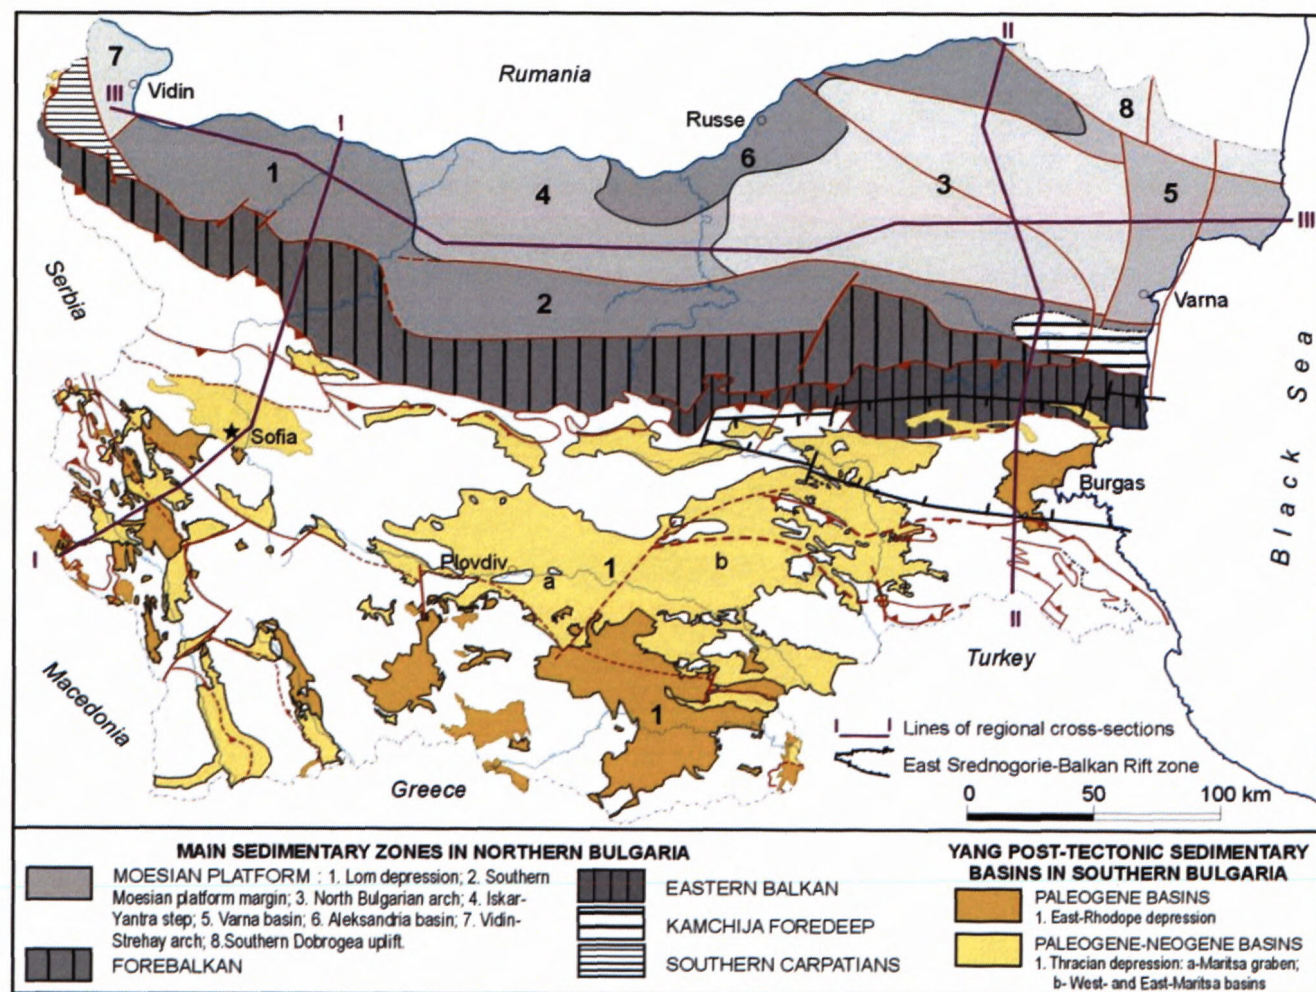 II
7
Rumania
Vidin
8
III
I
Russe
6
1
4
3
5
III
2
Varna
Serbia
Black Sea
Sofia
Burgas
I
Plovdiv
a
1
b
II
Turkey
Macedonia
1
I I Lines of regional cross-sections
East Srednogorie-Balkan Rift zone
Greece
0 50 100 km
MAIN SEDIMENTARY ZONES IN NORTHERN BULGARIA
MOESIAN PLATFORM : 1. Lom depression; 2. Southern
Moesian platform margin; 3. North Bulgarian arch; 4. Iskar-
Yantra step; 5. Varna basin; 6. Aleksandria basin; 7. Vidin-
Strehay arch; 8.Southern Dobrogea uplift.
FOREBALKAN
EASTERN BALKAN
KAMCHIJA FOREDEEP
SOUTHERN CARPATIANS
YANG POST-TECTONIC SEDIMENTARY
BASINS IN SOUTHERN BULGARIA
PALEOGENE BASINS
1. East-Rhodope depression
PALEOGENE-NEOGENE BASINS
1. Thracian depression: a-Maritsa graben;
b- West- and East-Maritsa basins